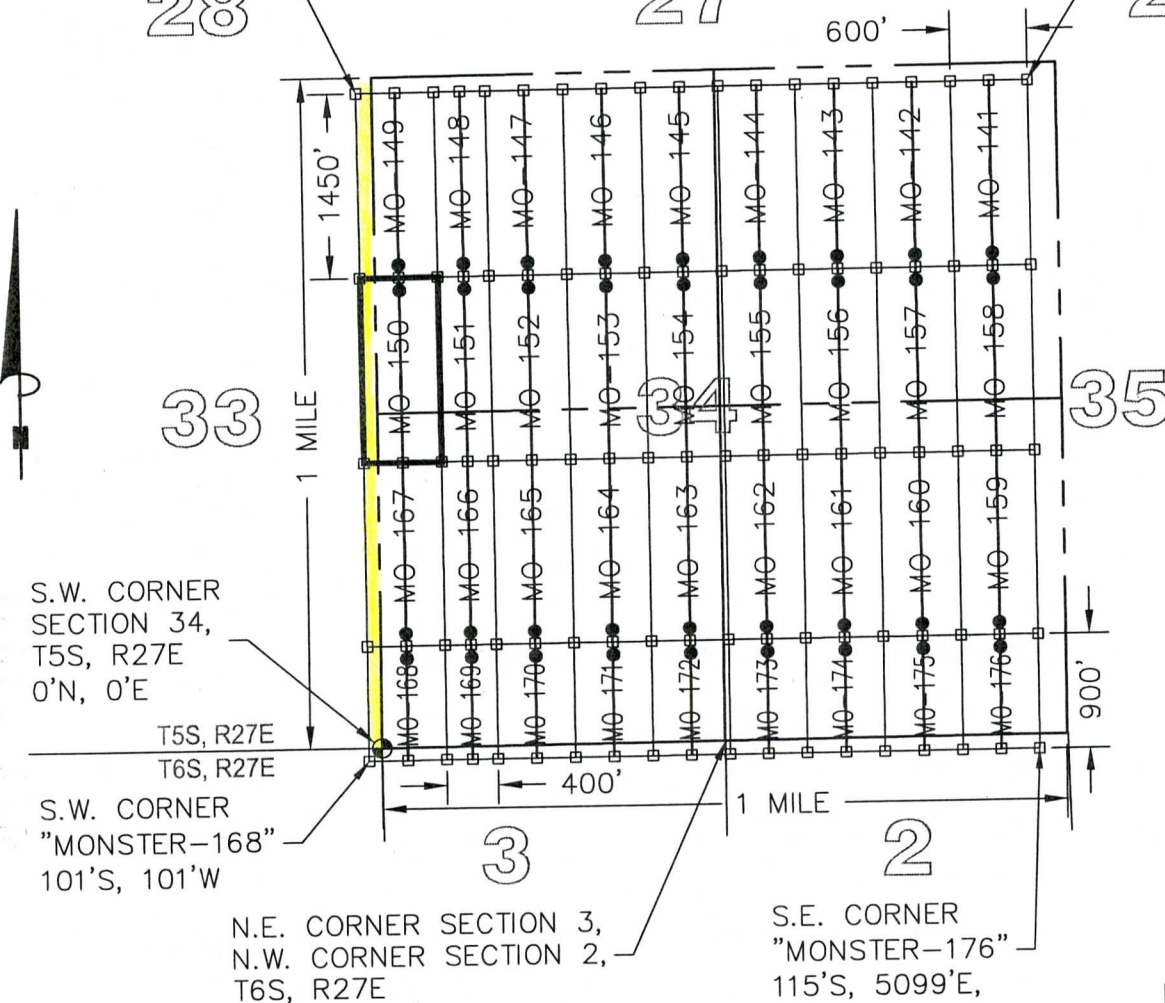 28
27
600'
1450'
MO-149
MO-148
MO-147
MO-146
MO-145
MO-144
MO-143
MO-142
MO-141
1 MILE
33
MO-150
MO-151
MO-152
MO-153
MO-154
MO-155
MO-156
MO-157
MO-158
34
35
N
MO-167
MO-166
MO-165
MO-164
MO-163
MO-162
MO-161
MO-160
MO-159
S.W. CORNER
SECTION 34,
T5S, R27E
0'N, 0'E
MO-168
MO-169
MO-170
MO-171
MO-172
MO-173
MO-174
MO-175
MO-176
900'
T5S, R27E
T6S, R27E
400'
1 MILE
S.W. CORNER
"MONSTER-168"
101'S, 101'W
3
2
N.E. CORNER SECTION 3,
N.W. CORNER SECTION 2,
T6S, R27E
S.E. CORNER
"MONSTER-176"
115'S, 5099'E,